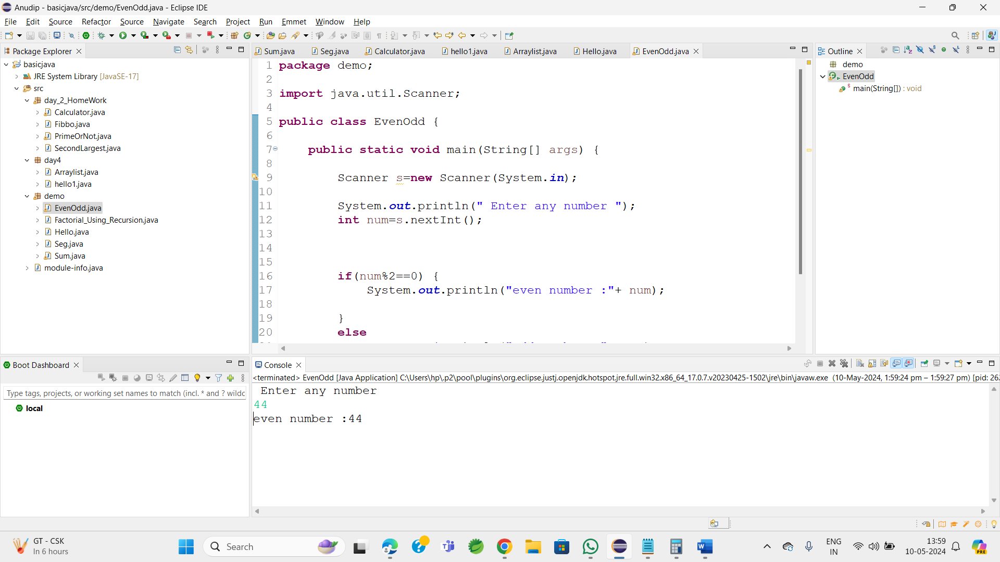 Anudip - basicjava/src/demo/EvenOdd.java - Eclipse IDE
File Edit Source Refactor Source Navigate Search Project Run Emmet Window Help
Package Explorer
basicjava
JRE System Library [JavaSE-17]
src
day_2_HomeWork
Calculator.java
Fibbo.java
PrimeOrNot.java
SecondLargest.java
day4
Arraylist.java
hello1.java
demo
EvenOdd.java
Factorial_Using_Recursion.java
Hello.java
Seg.java
Sum.java
module-info.java
Sum.java Seg.java Calculator.java hello1.java Arraylist.java Hello.java EvenOdd.java
1 package demo;
2
3 import java.util.Scanner;
4
5 public class EvenOdd {
6
7 public static void main(String[] args) {
8
9 Scanner s=new Scanner(System.in);
10
11 System.out.println(" Enter any number ");
12 int num=s.nextInt();
13
14
15
16 if(num%2==0) {
17 System.out.println("even number :"+ num);
18
19 }
20 else
Outline
demo
EvenOdd
main(String[]) : void
Boot Dashboard
Type tags, projects, or working set names to match (incl. * and ? wildc
local
Console
<terminated> EvenOdd [Java Application] C:\Users\hp\.p2\pool\plugins\org.eclipse.justj.openjdk.hotspot.jre.full.win32.x86_64_17.0.7.v20230425-1502\jre\bin\javaw.exe (10-May-2024, 1:59:24 pm – 1:59:27 pm) [pid: 26
Enter any number
44
even number :44
GT - CSK
In 6 hours
Search
ENG
IN
13:59
10-05-2024
PRE